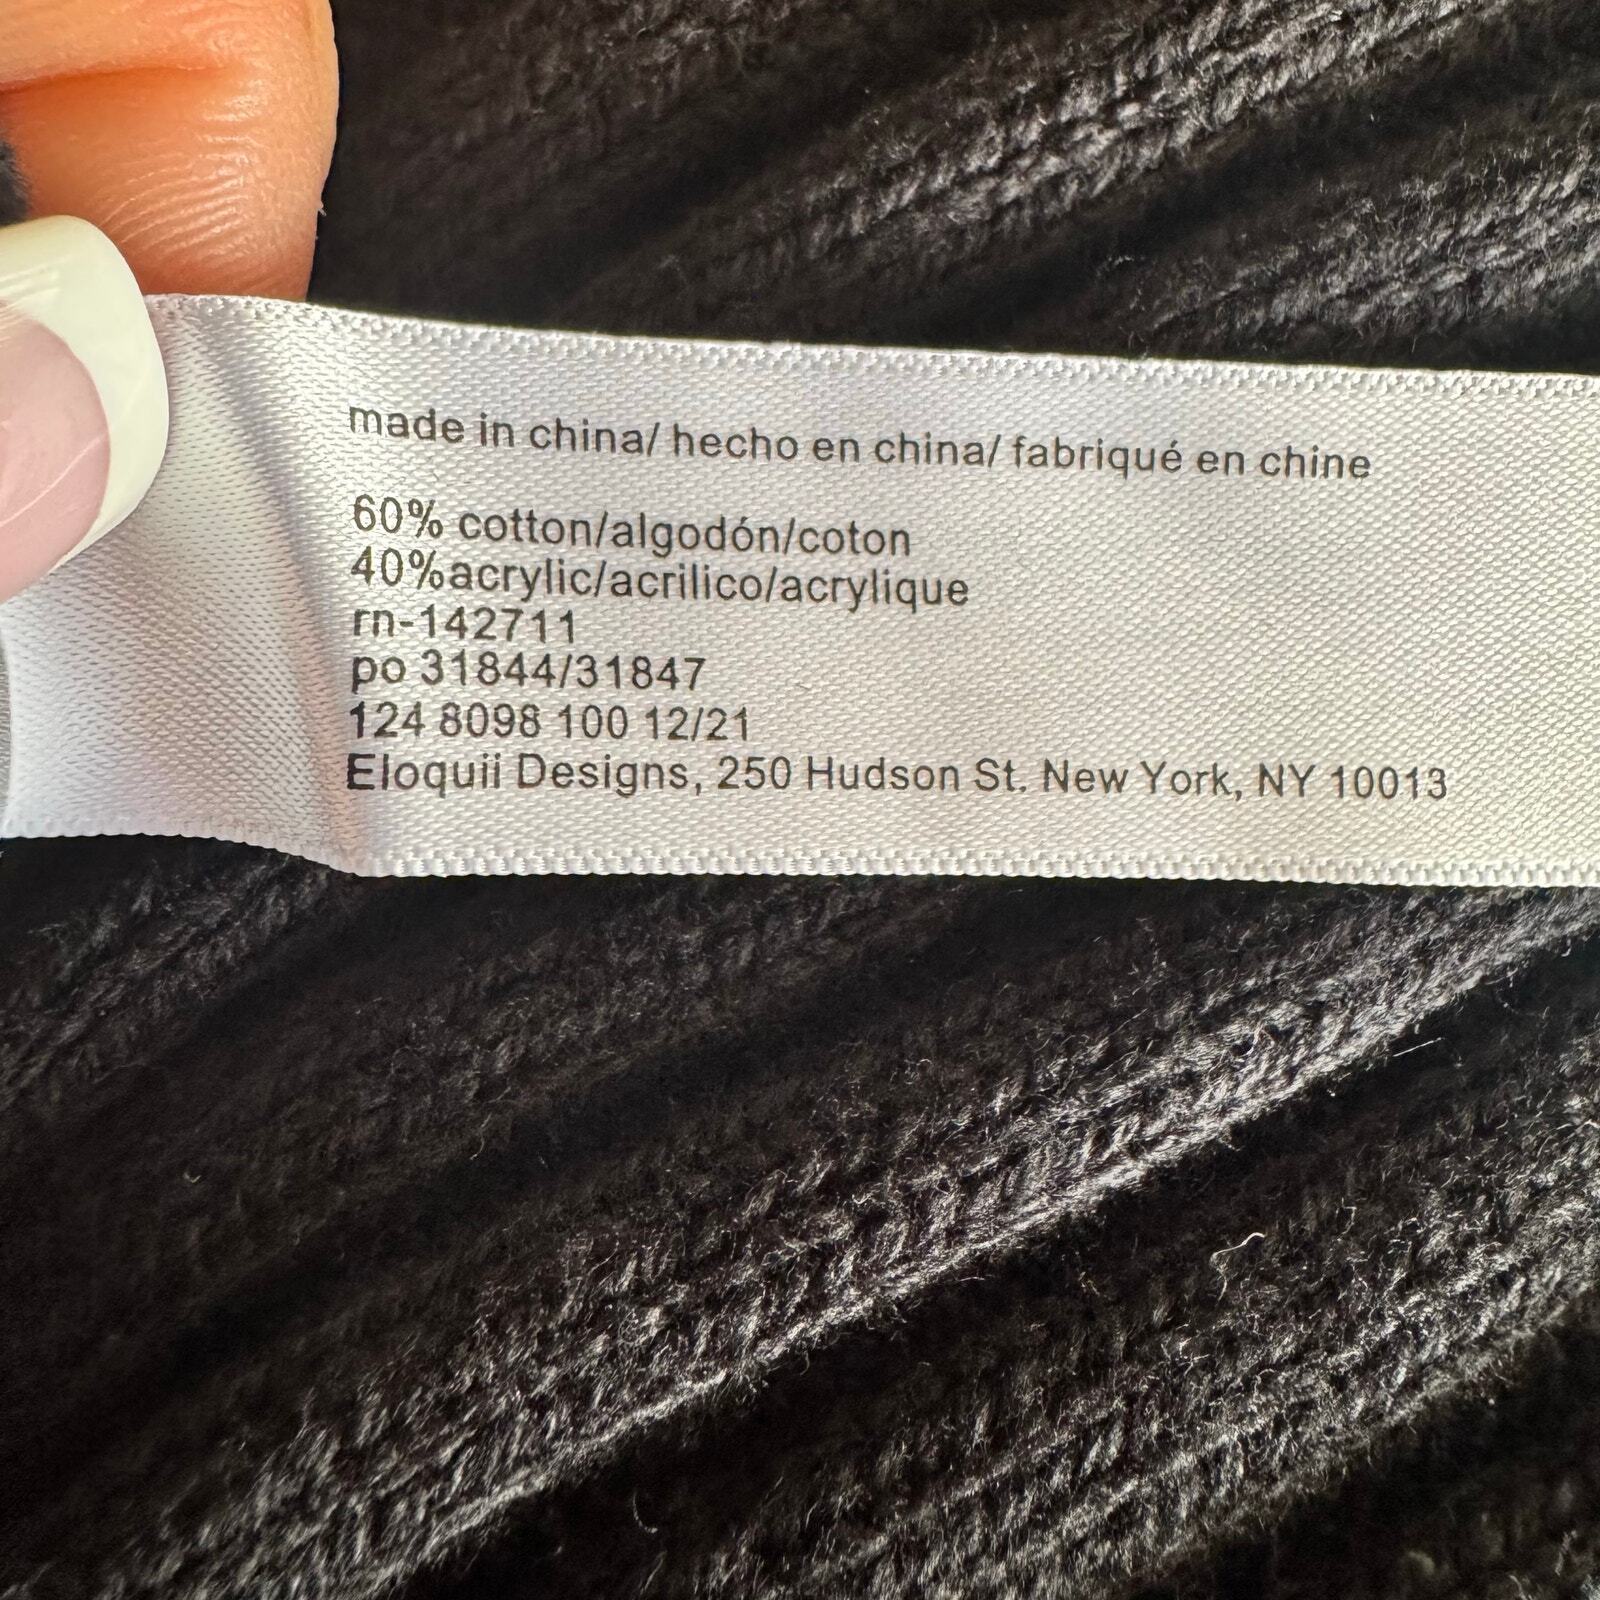 made in china/ hecho en china/ fabriqué en chine
60% cotton/algodón/coton
40%acrylic/acrilico/acrylique
rn-142711
po 31844/31847
124 8098 100 12/21
Eloquii Designs, 250 Hudson St. New York, NY 10013